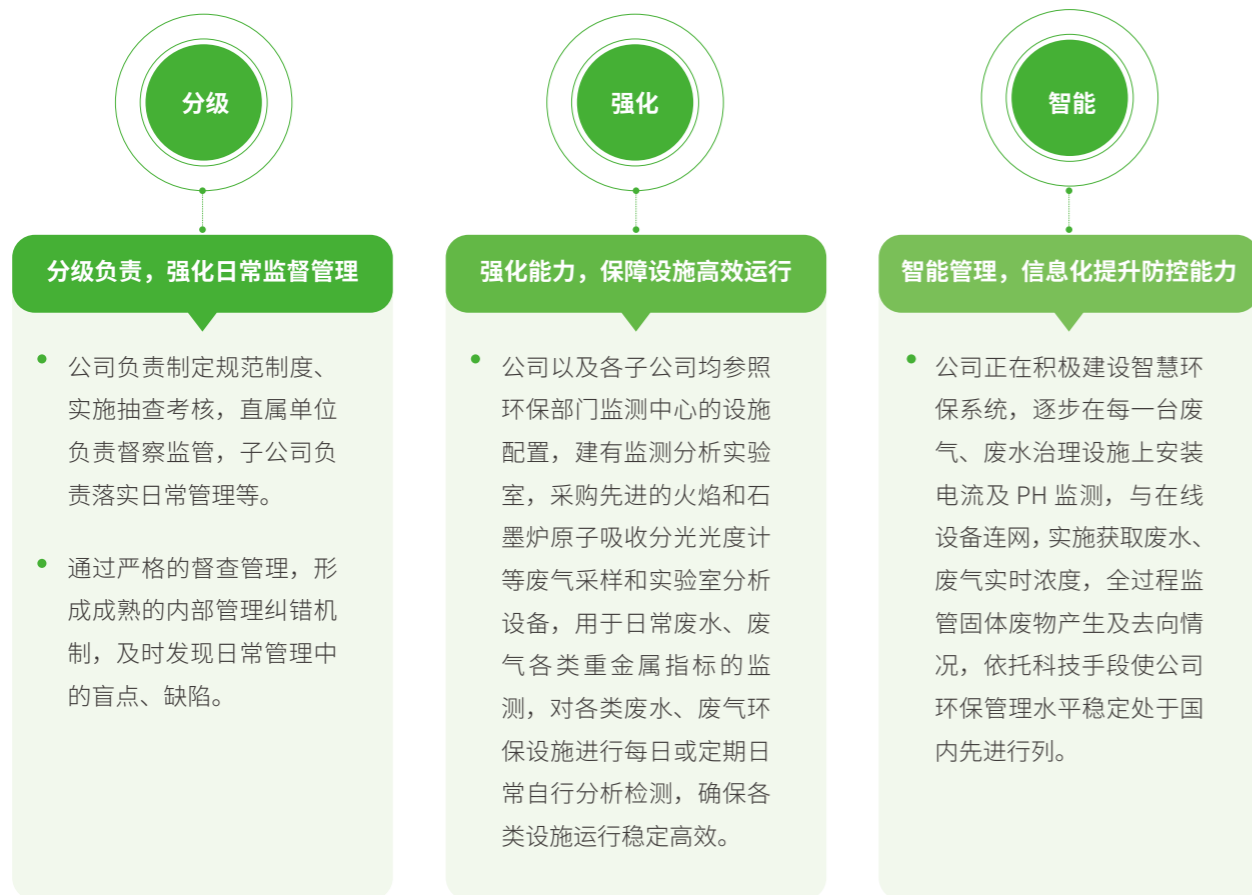 分级
分级负责，强化日常监督管理
公司负责制定规范制度、
实施抽查考核，直属单位
负责督察监管，子公司负
责落实日常管理等。
通过严格的督查管理，形
成成熟的内部管理纠错机
制，及时发现日常管理中
的盲点、缺陷。
强化
强化能力，保障设施高效运行
公司以及各子公司均参照
环保部门监测中心的设施
配置，建有监测分析实验
室，采购先进的火焰和石
墨炉原子吸收分光光度计
等废气采样和实验室分析
设备，用于日常废水、废
气各类重金属指标的监
测，对各类废水、废气环
保设施进行每日或定期日
常自行分析检测，确保各
类设施运行稳定高效。
智能
智能管理，信息化提升防控能力
公司正在积极建设智慧环
保系统，逐步在每一台废
气、废水治理设施上安装
电流及 PH 监测，与在线
设备连网，实施获取废水、
废气实时浓度，全过程监
管固体废物产生及去向情
况，依托科技手段使公司
环保管理水平稳定处于国
内先进行列。